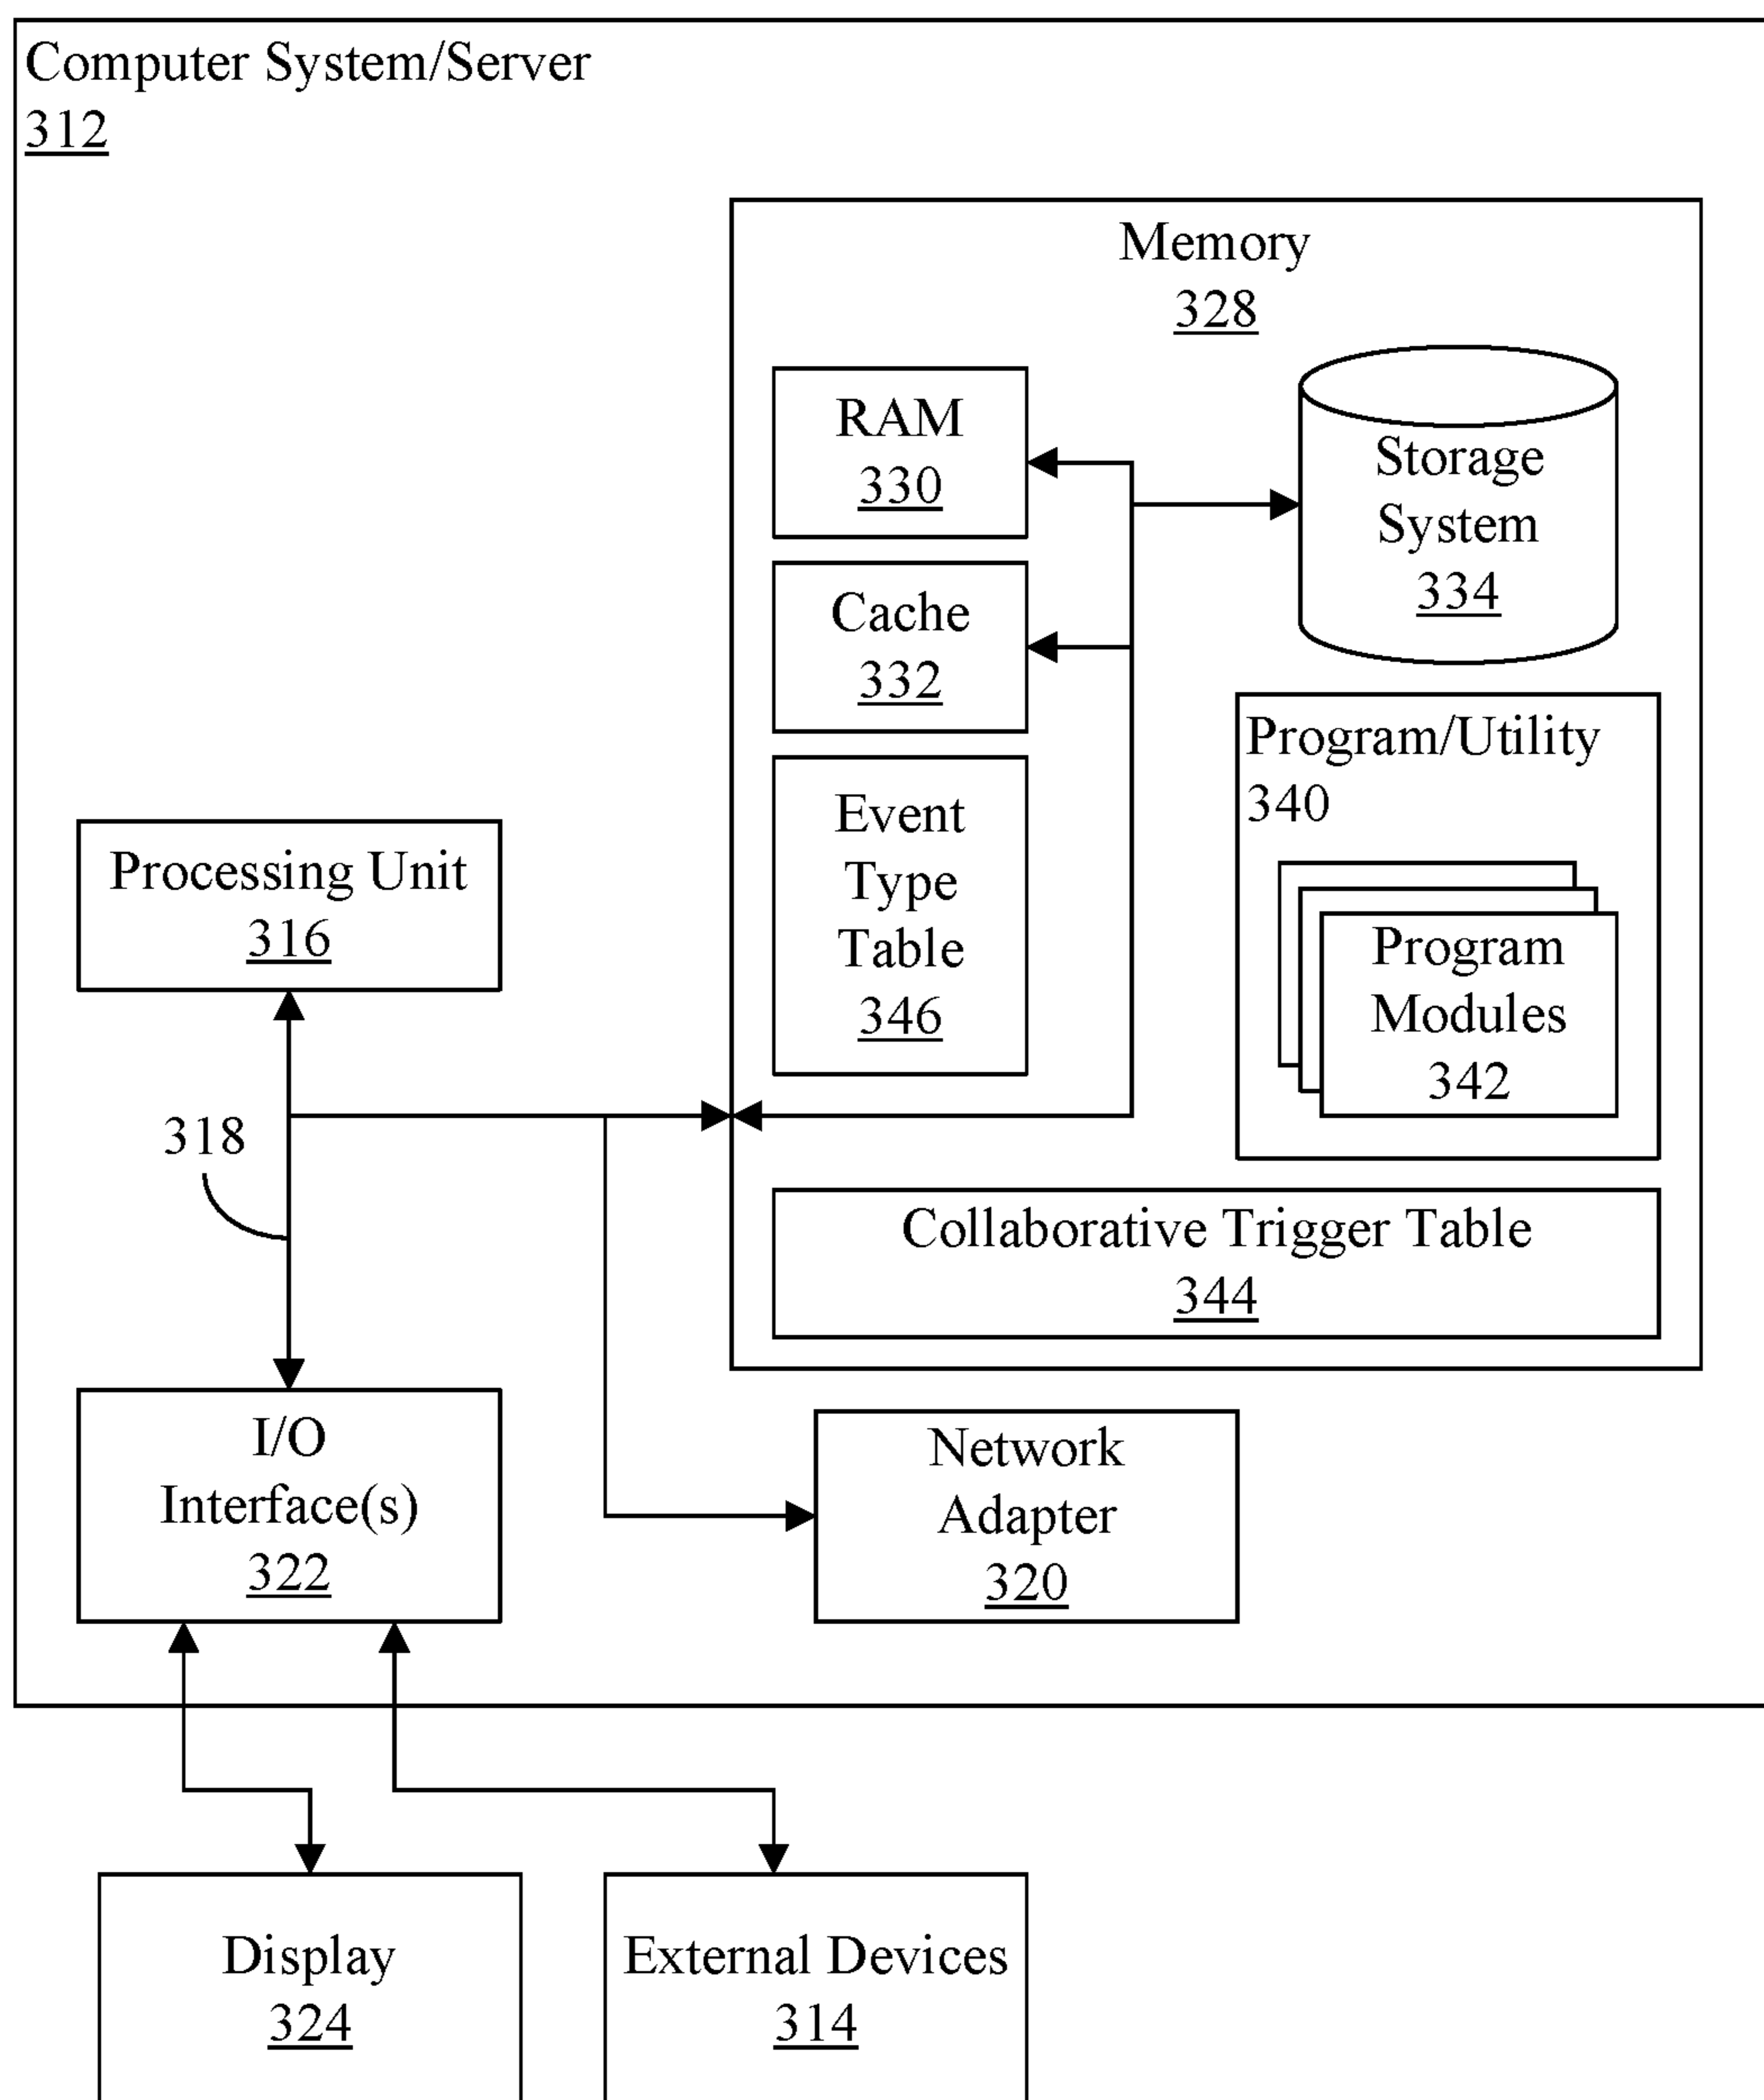 Computer System/Server
312
Memory
328
RAM
330
Storage
System
334
Cache
332
Program/Utility
340
Event
Type
Table
346
Program
Modules
342
Processing Unit
316
318
Collaborative Trigger Table
344
I/O
Interface(s)
322
Network
Adapter
320
Display
324
External Devices
314